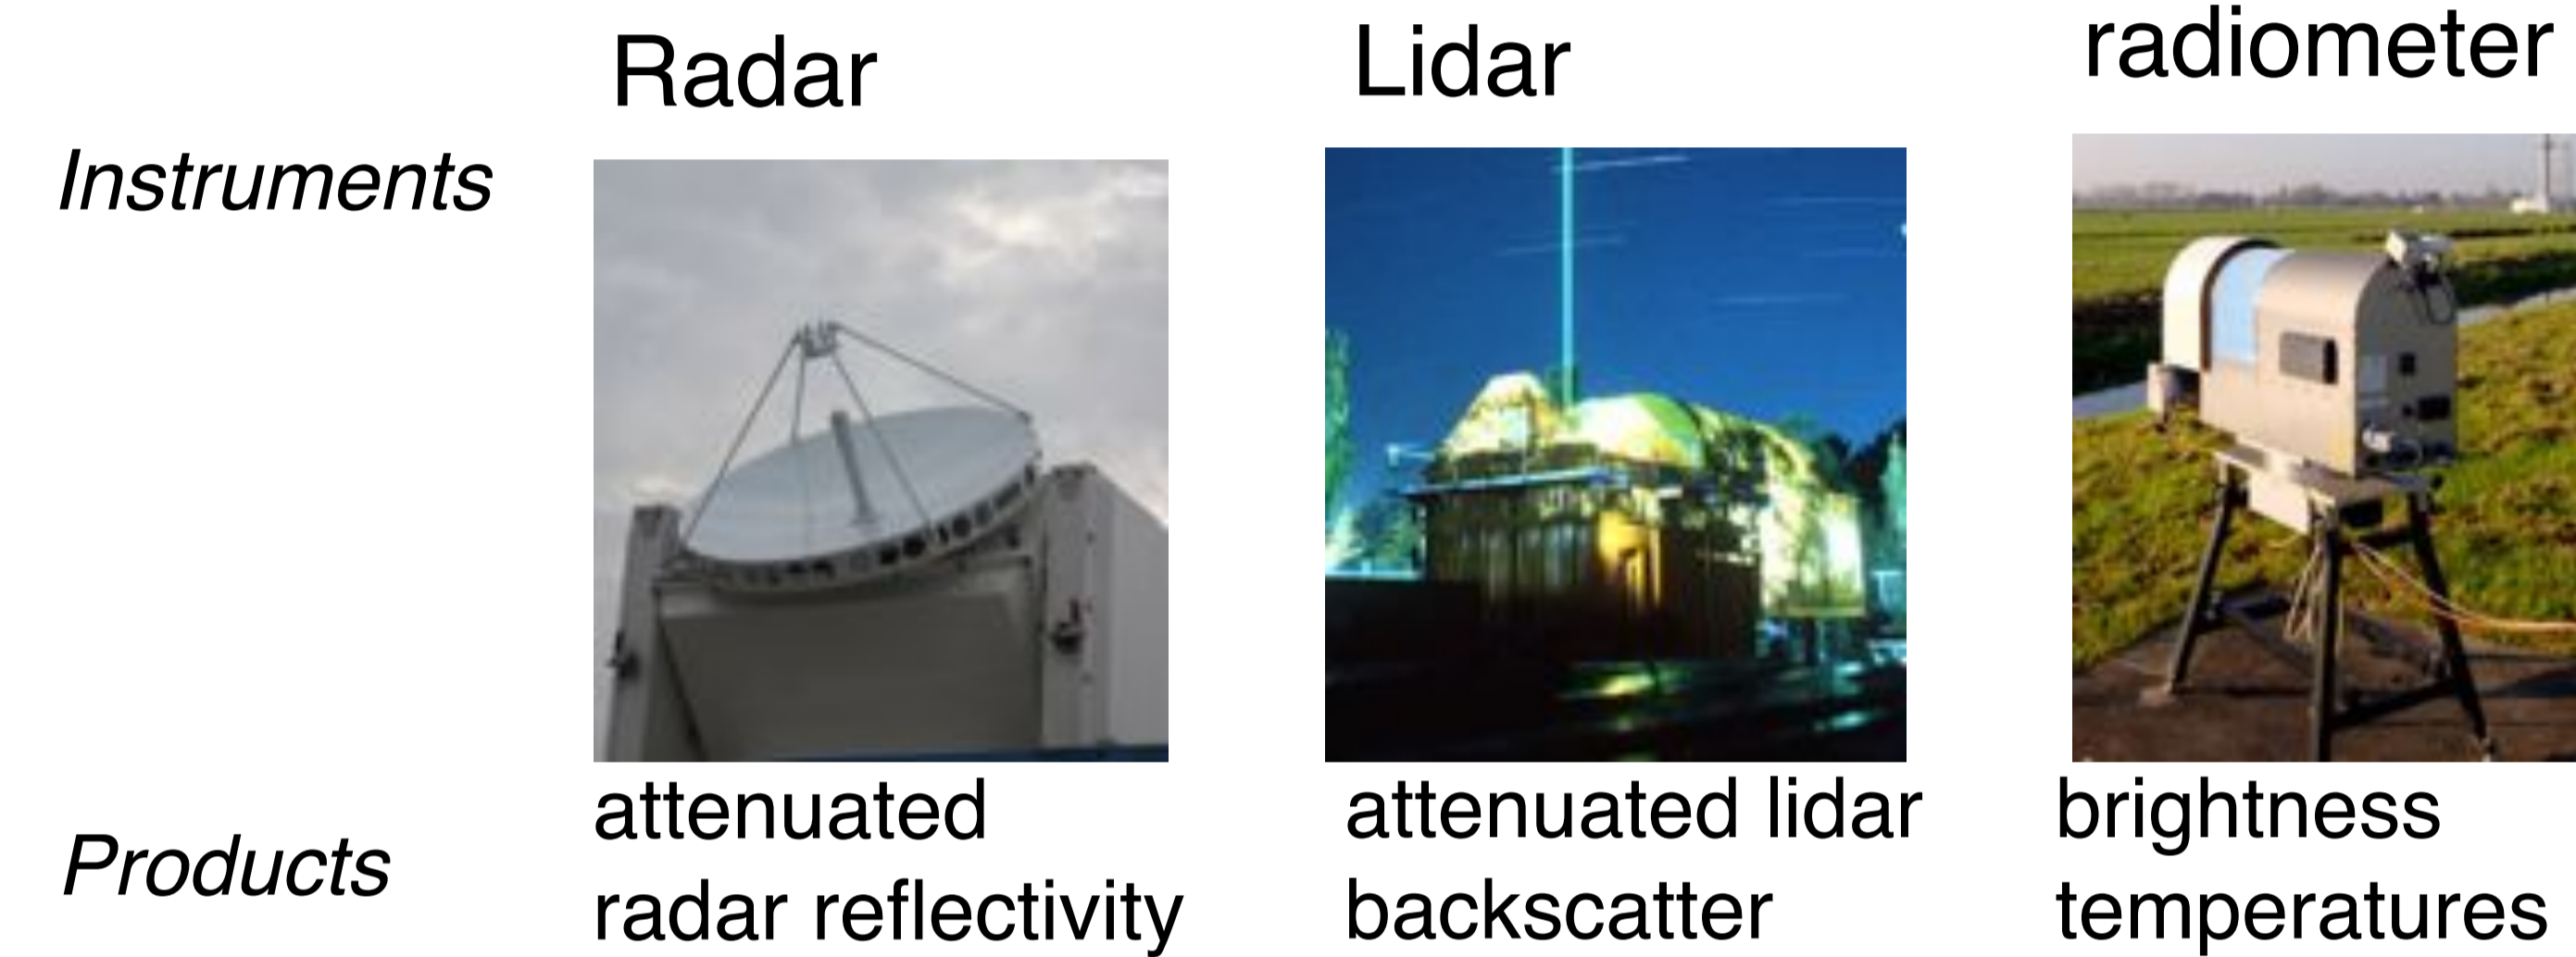 Radar
Lidar
radiometer
Instruments
Products
attenuated
radar reflectivity
attenuated lidar
backscatter
brightness
temperatures